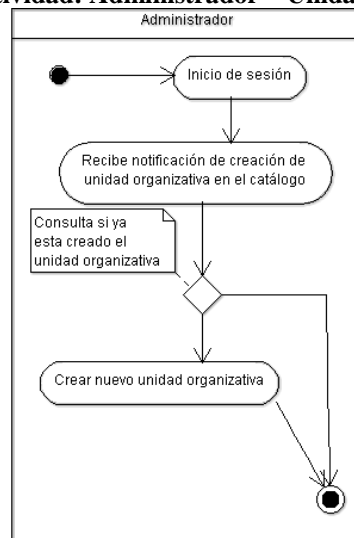 Administrador
Inicio de sesión
Recibe notificación de creación de
unidad organizativa en el catálogo
Consulta si ya
esta creado el
unidad organizativa
Crear nuevo unidad organizativa